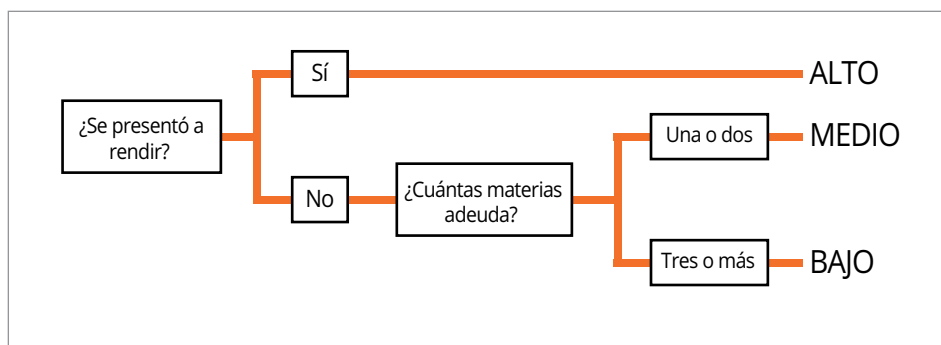 ¿Se presentó a
rendir?
Sí
ALTO
No
¿Cuántas materias
adeuda?
Una o dos
MEDIO
Tres o más
BAJO